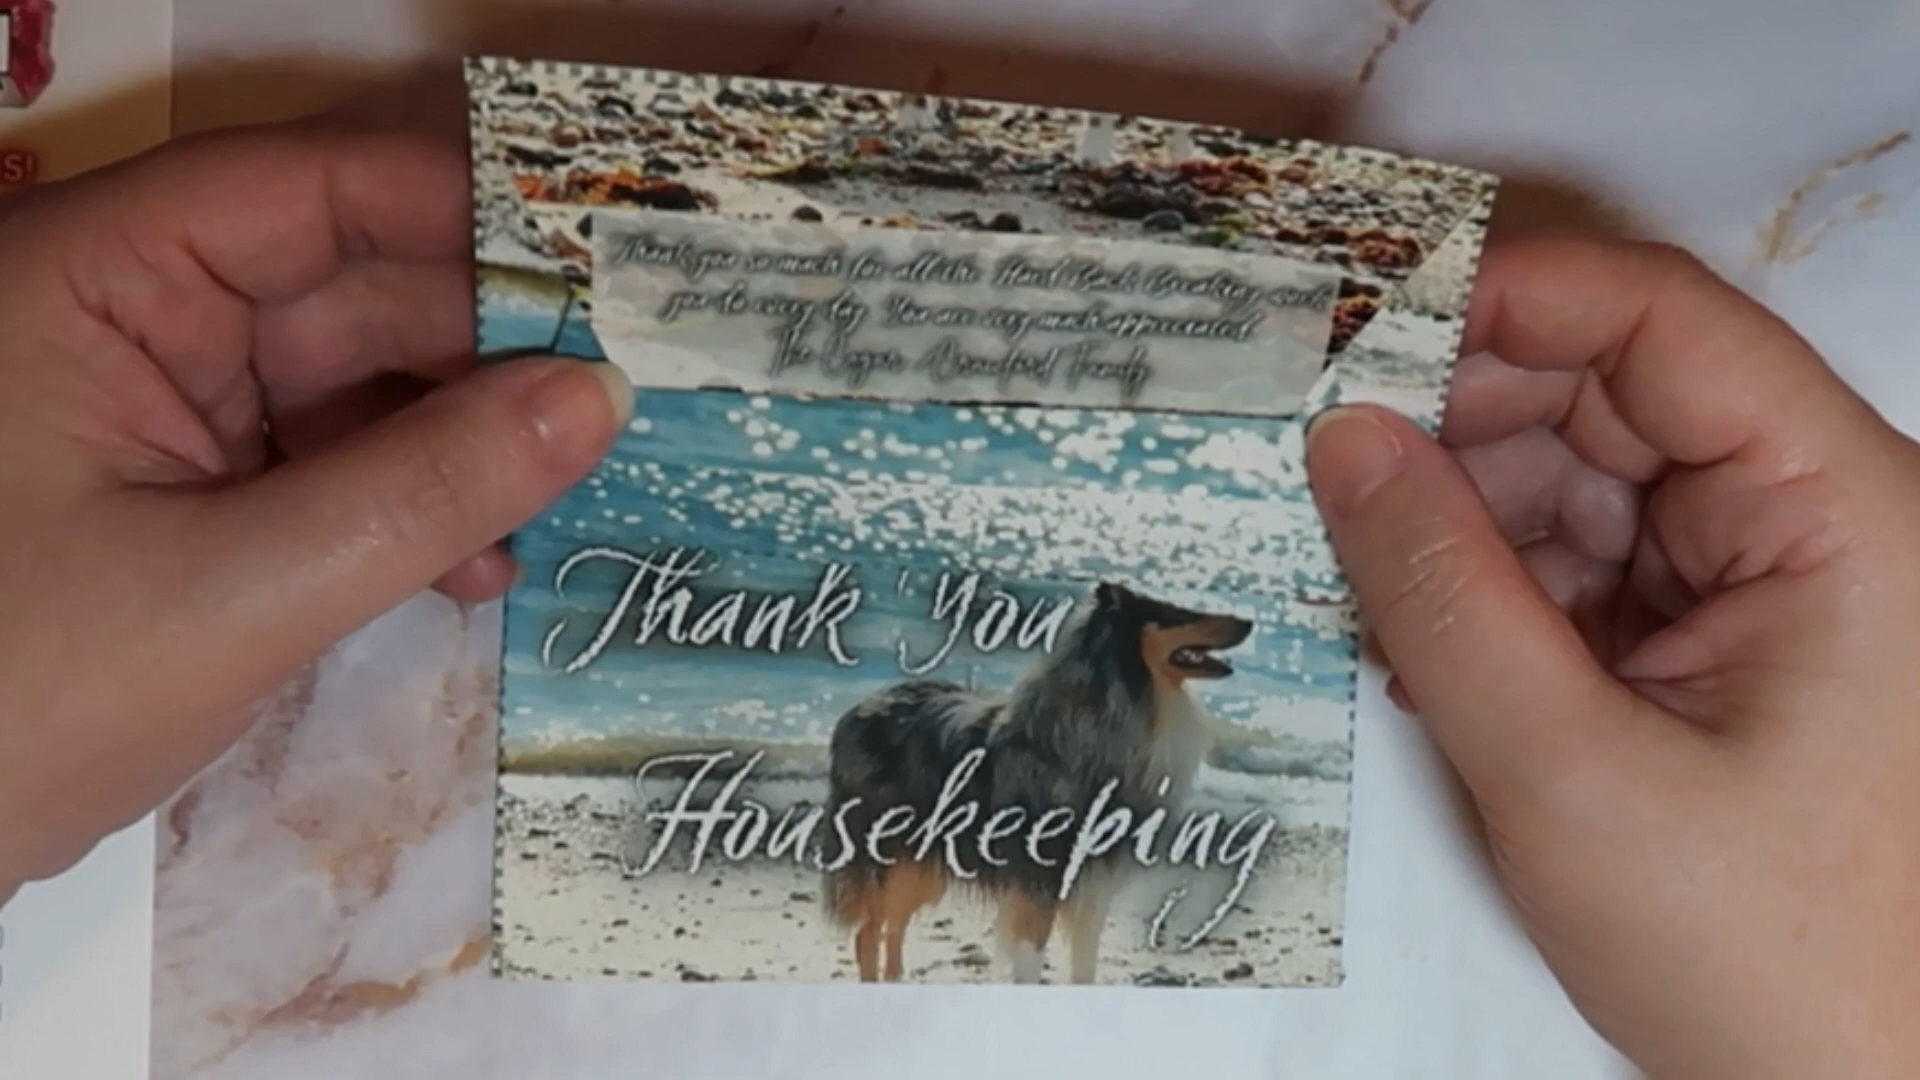 S!
Thank you so much for all the Hard Back Breaking work
you do every day. You are very much appreciated
The Crawford Family
Thank You
Housekeeping